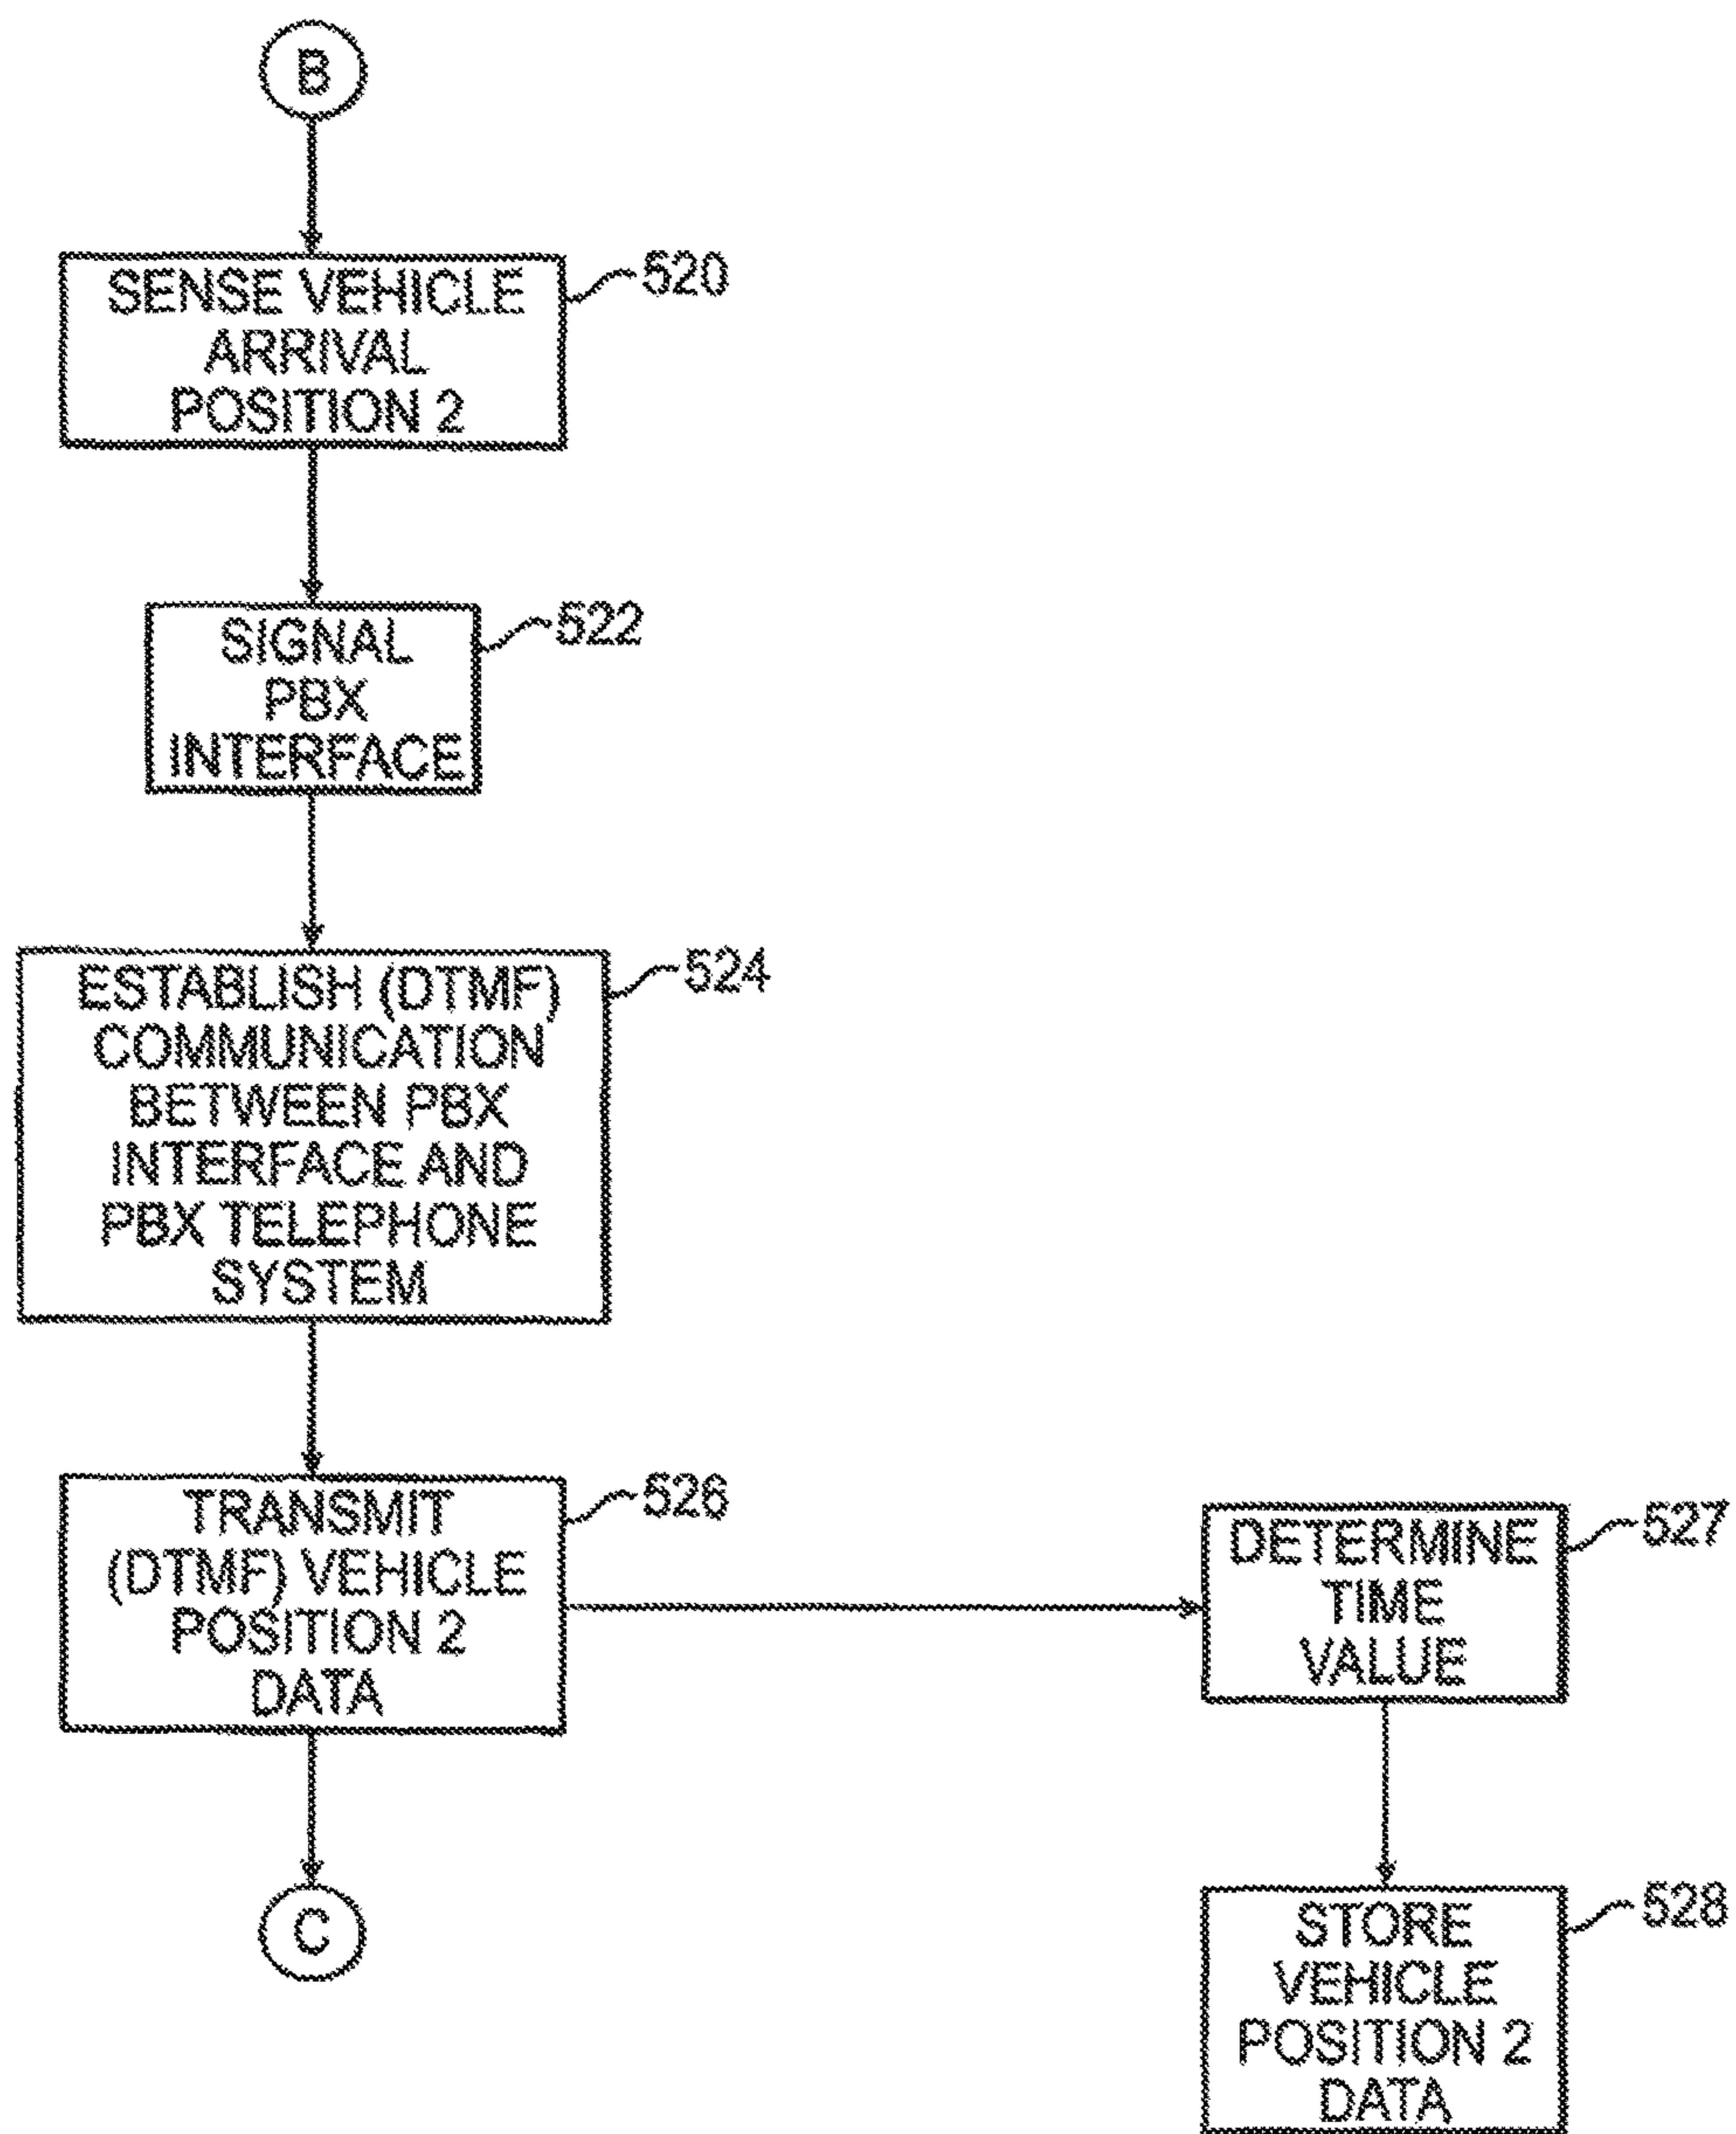 B
SENSE VEHICLE
ARRIVAL
POSITION 2
520
SIGNAL
PBX
INTERFACE
522
ESTABLISH (DTMF)
COMMUNICATION
BETWEEN PBX
INTERFACE AND
PBX TELEPHONE
SYSTEM
524
TRANSMIT
(DTMF) VEHICLE
POSITION 2
DATA
526
DETERMINE
TIME
VALUE
527
C
STORE
VEHICLE
POSITION 2
DATA
528